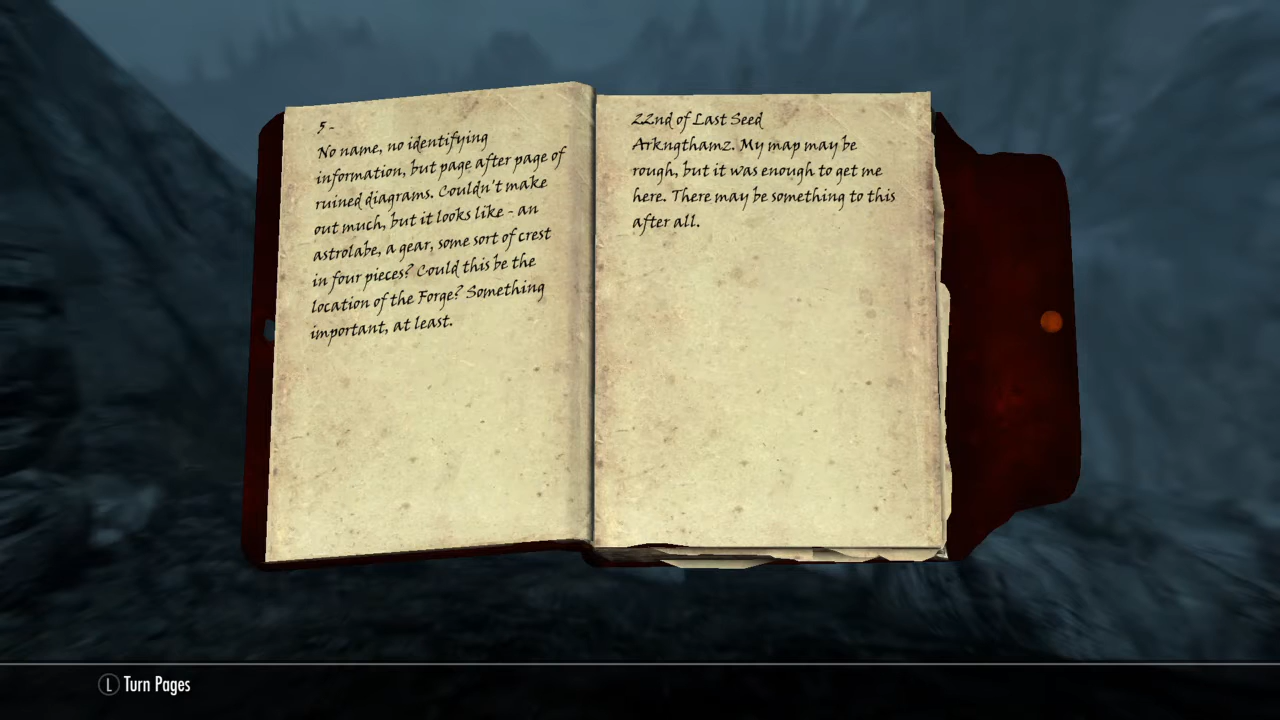 5 -
No name, no identifying
information, but page after page of
ruined diagrams. Couldn't make
out much, but it looks like - an
astrolabe, a gear, some sort of crest
in four pieces? Could this be the
location of the Forge? Something
important, at least.
22nd of Last Seed
Arkngthamz. My map may be
rough, but it was enough to get me
here. There may be something to this
after all.
L Turn Pages